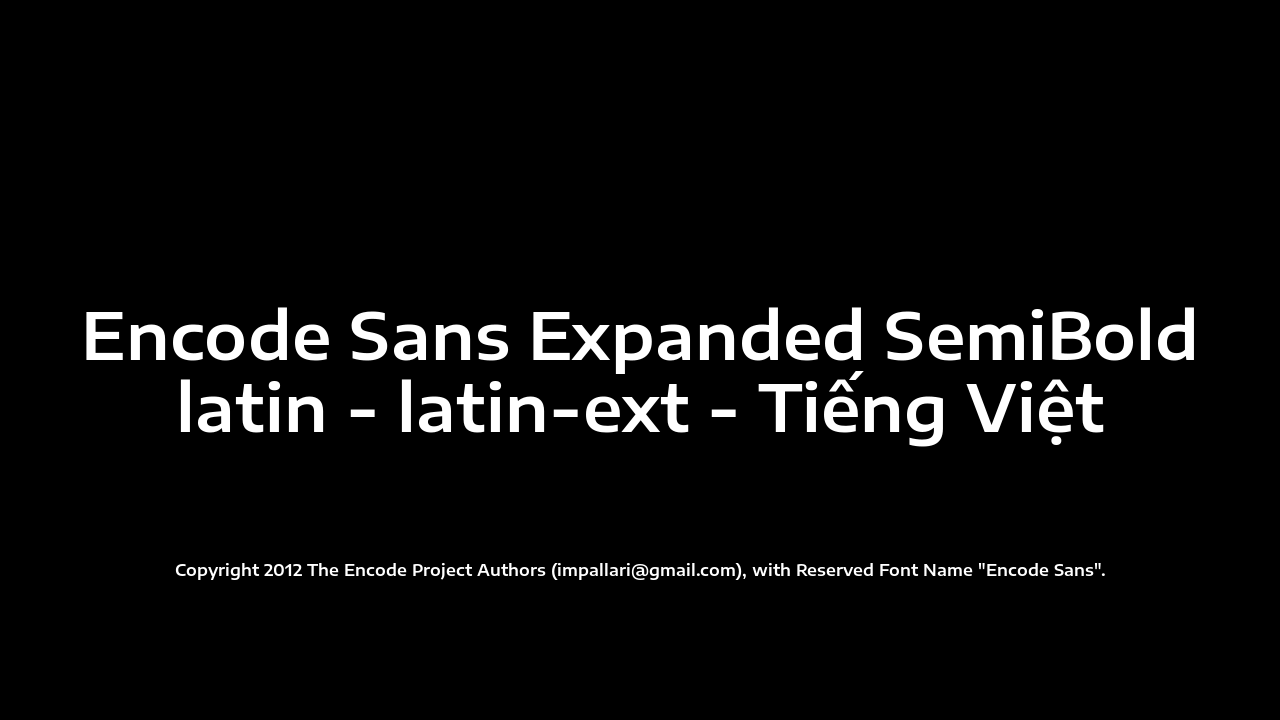 Encode Sans Expanded SemiBold
latin - latin-ext - Tiếng Việt
Copyright 2012 The Encode Project Authors (impallari@gmail.com), with Reserved Font Name "Encode Sans".